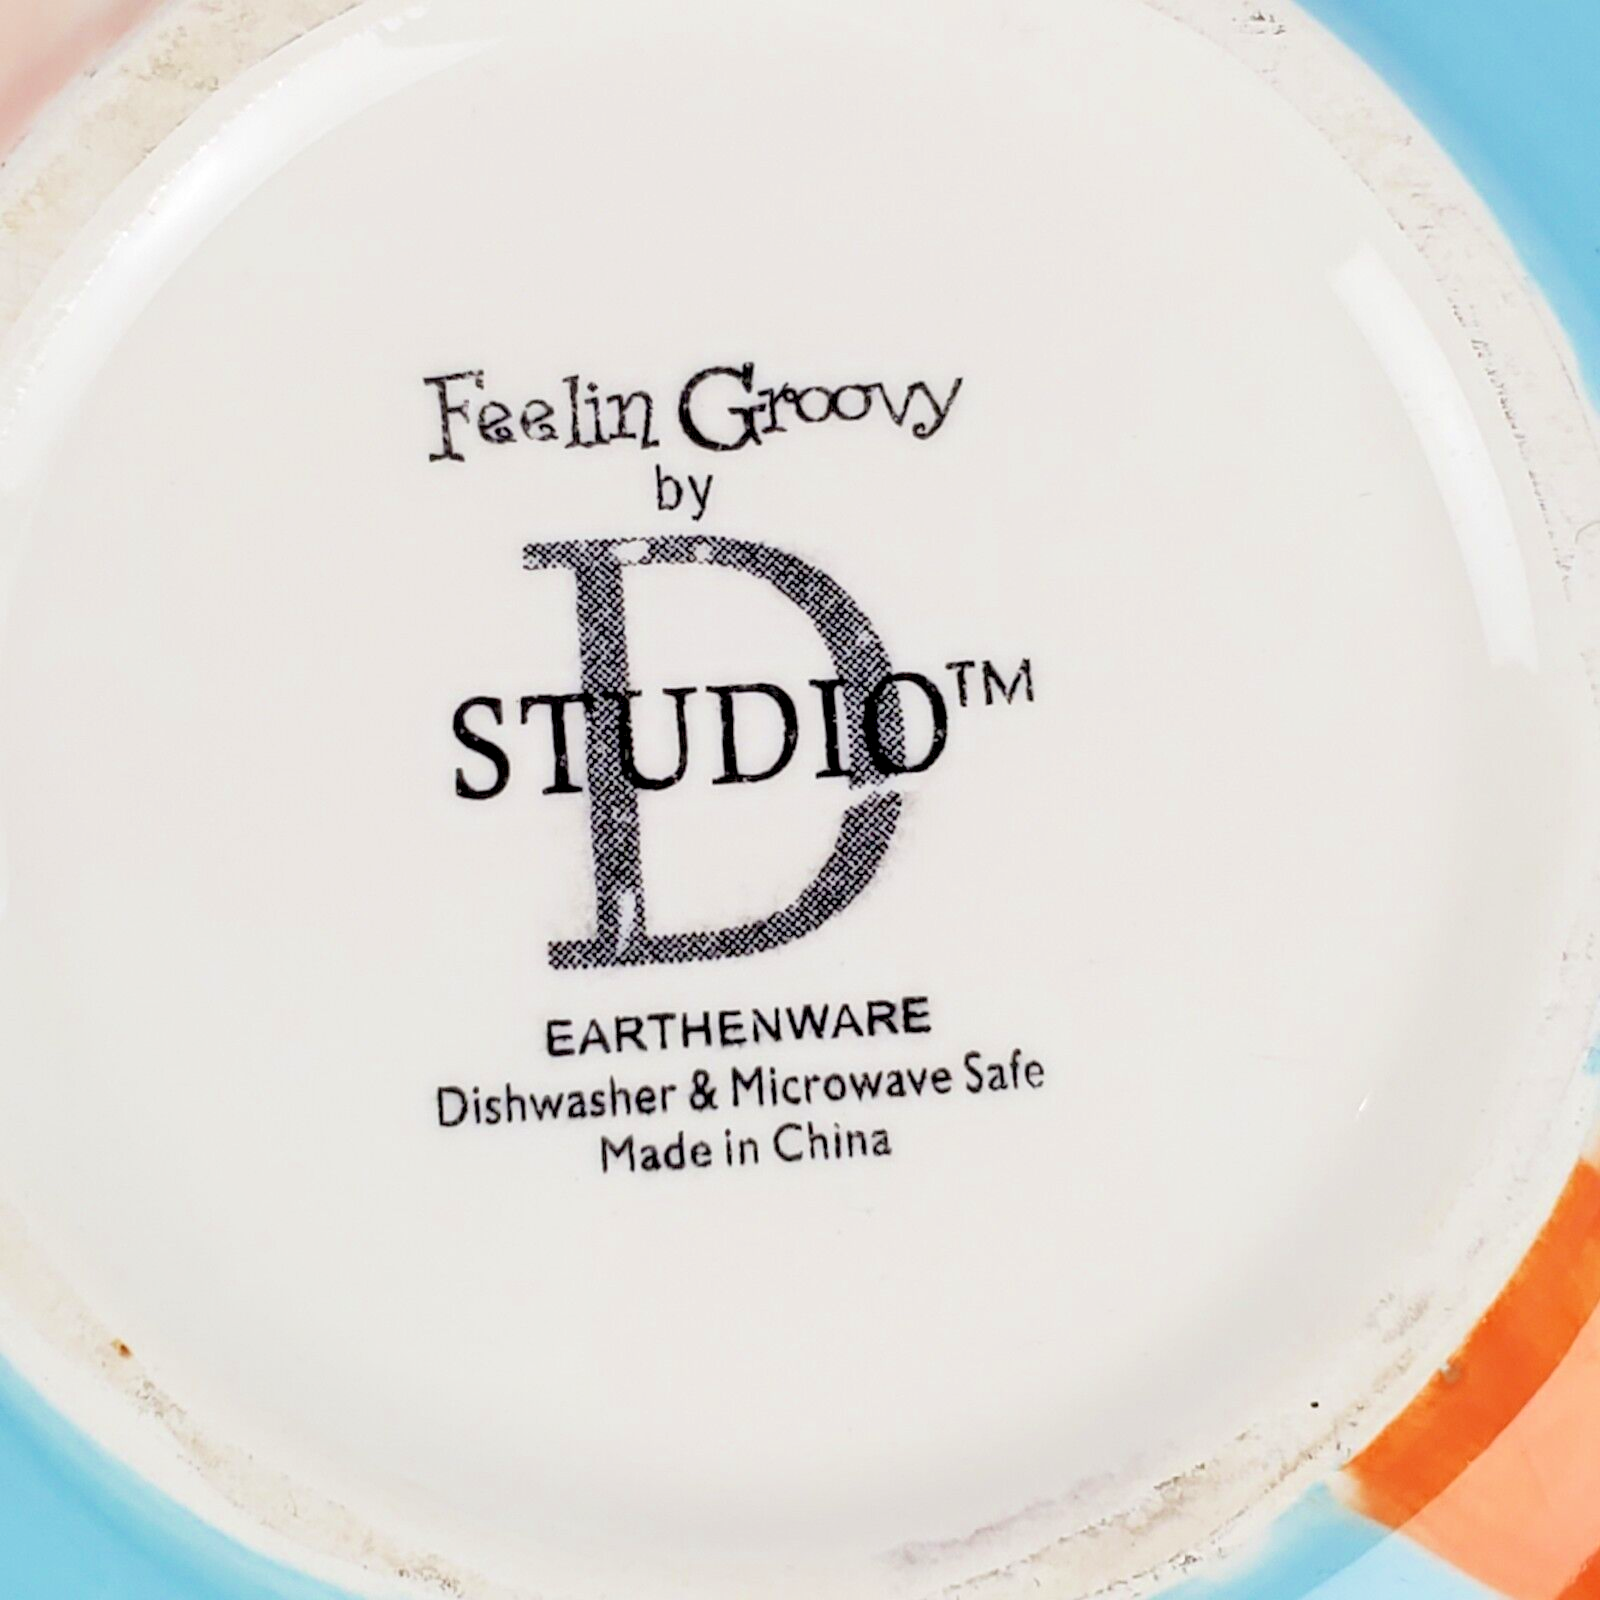 Feelin Groovy
by
D
STUDIO™
EARTHENWARE
Dishwasher & Microwave Safe
Made in China